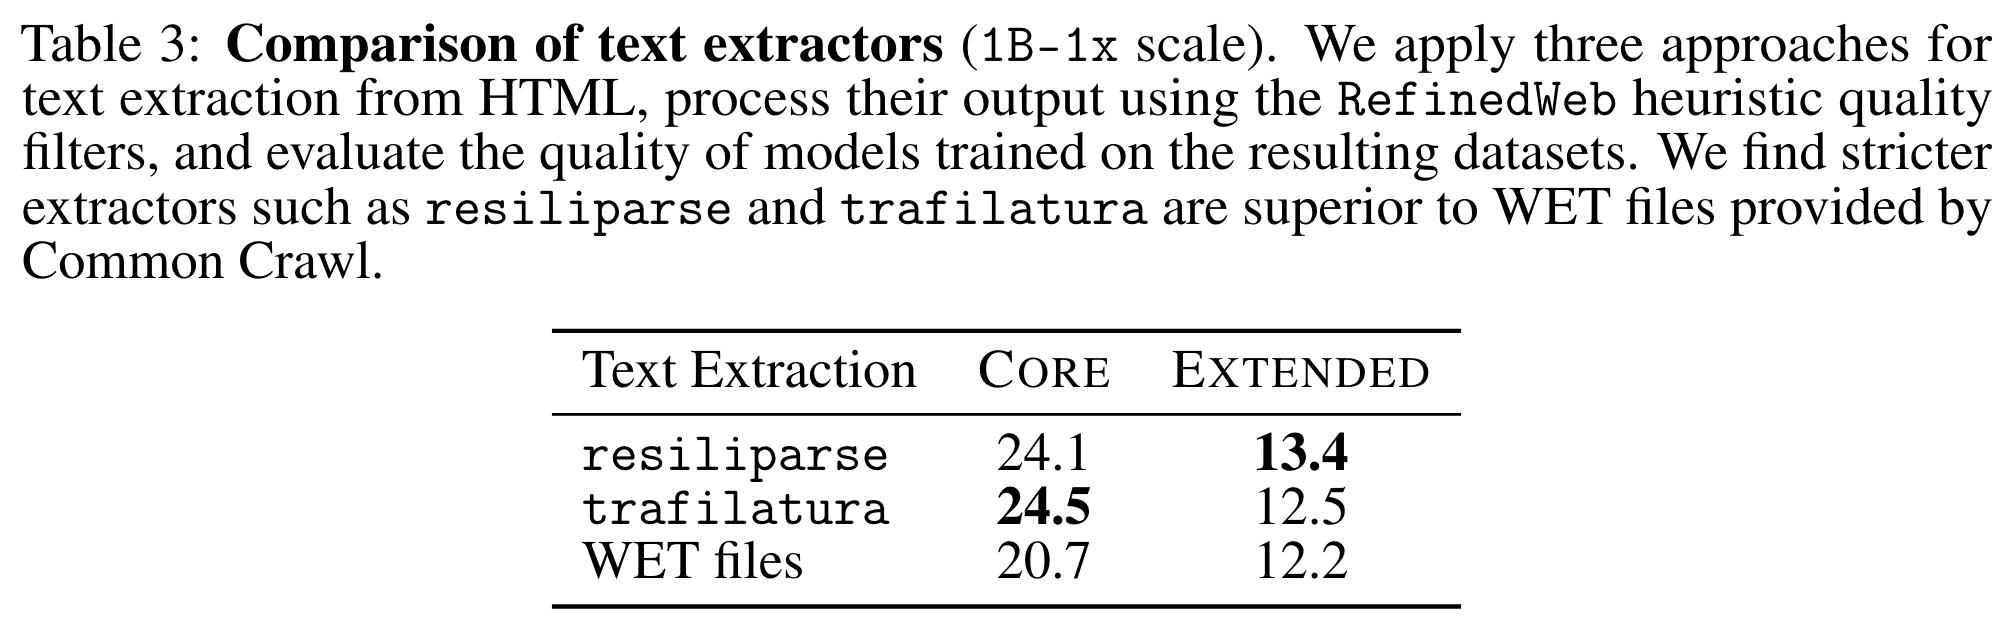 Table 3: Comparison of text extractors (1B-1x scale). We apply three approaches for
text extraction from HTML, process their output using the RefinedWeb heuristic quality
filters, and evaluate the quality of models trained on the resulting datasets. We find stricter
extractors such as resiliparse and trafilatura are superior to WET files provided by
Common Crawl.
Text Extraction CORE EXTENDED
resiliparse 24.1 13.4
trafilatura 24.5 12.5
WET files 20.7 12.2